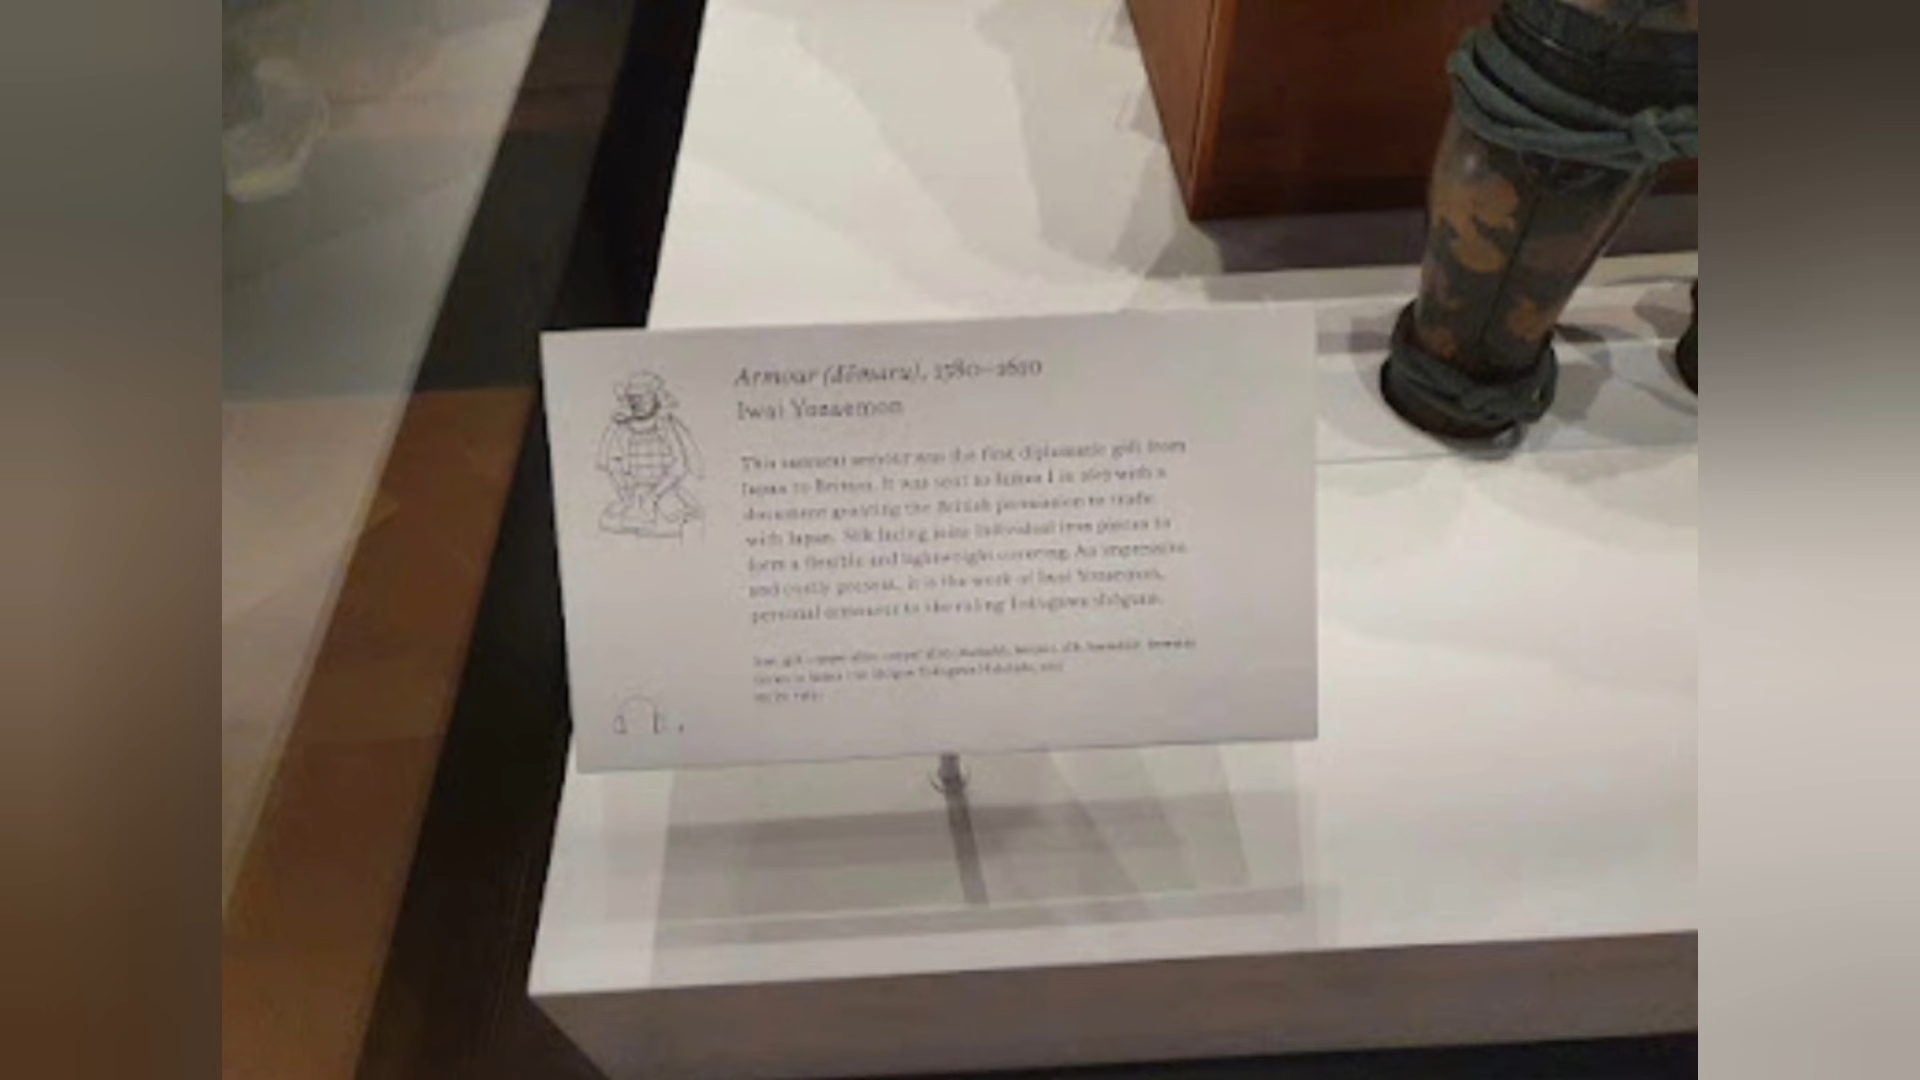 Armour (dōmaru), 1580–1610
Iwai Yozaemon
This samurai armour was the first diplomatic gift from
Japan to Britain. It was sent to James I in 1613 with a
document granting the British permission to trade
with Japan. Silk lacing joins individual iron pieces to
form a flexible and lightweight covering. An impressive
and costly present, it is the work of Iwai Yozaemon,
personal armourer to the ruling Tokugawa shōguns.